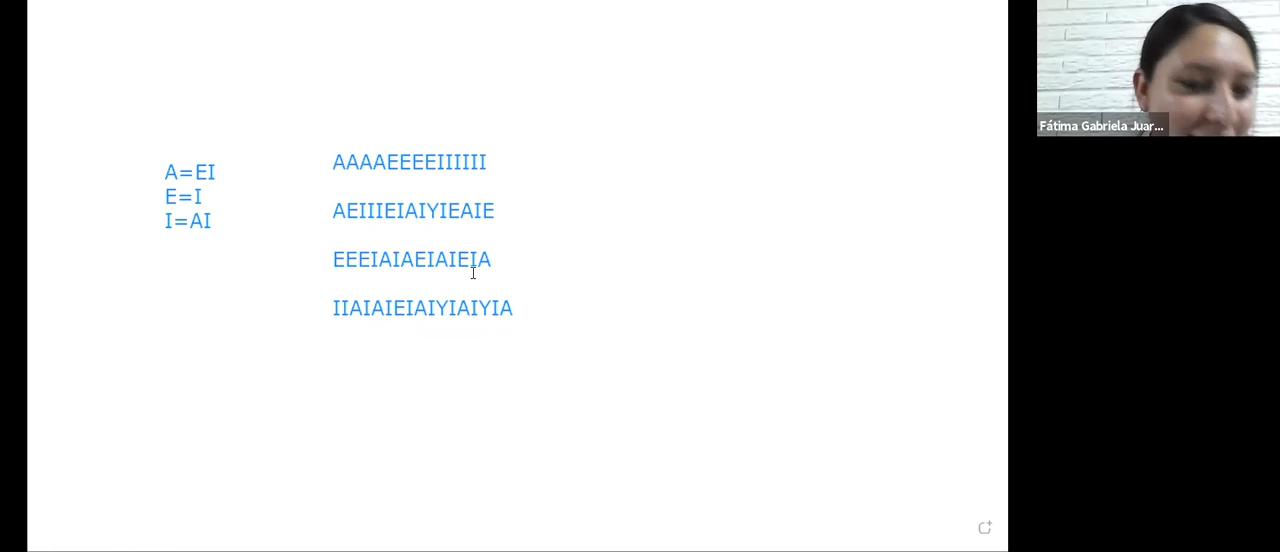 A=EI
E=I
I=AI
AAAAEEEEIIIIII
AEIIIEIAIYIEAIE
EEEIAIAEIAIEIA
IIAIAIEIAIYIAIYIA
Fátima Gabriela Juar...